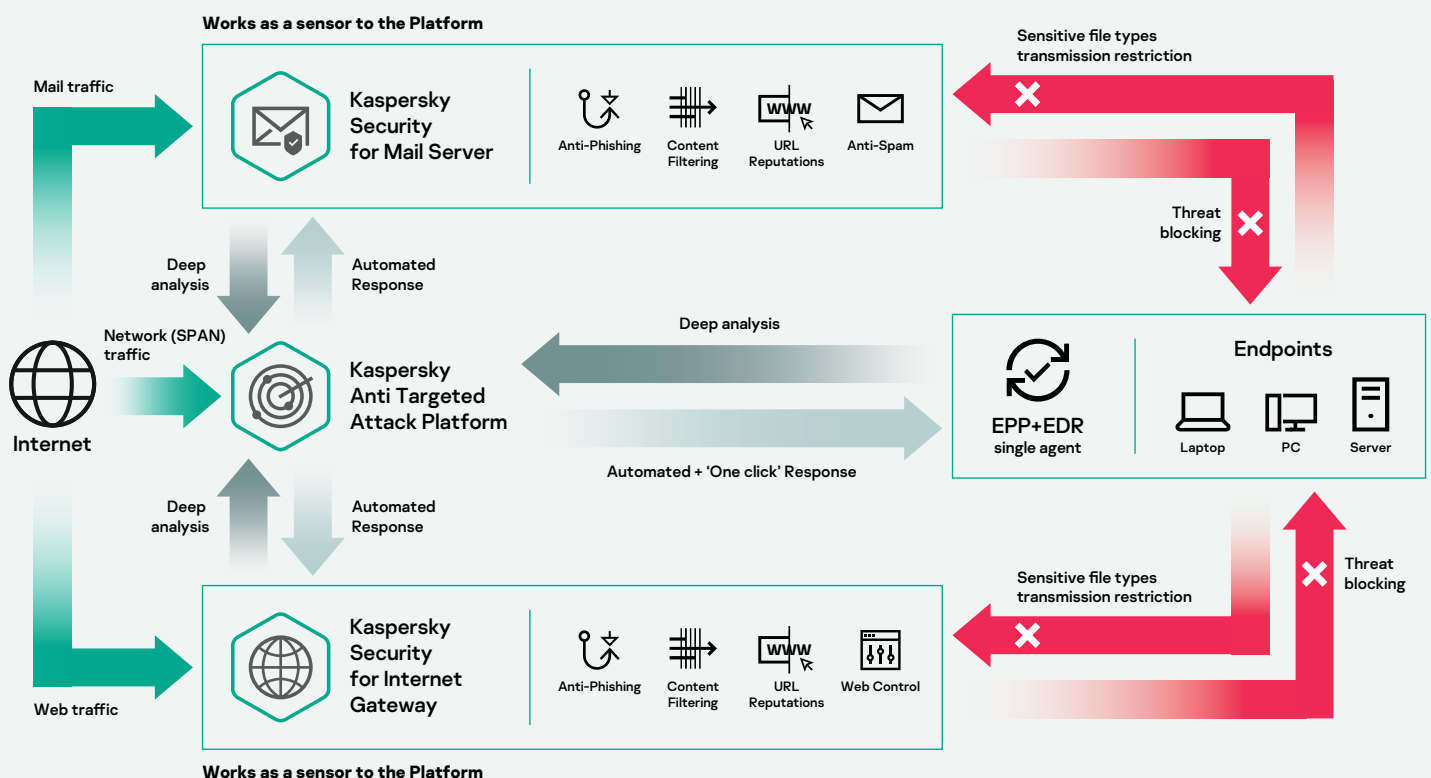 Works as a sensor to the Platform
Mail traffic
Kaspersky
Security
for Mail Server
Anti-Phishing
Content
Filtering
WWW
URL
Reputations
Anti-Spam
Sensitive file types
transmission restriction
Threat
blocking
Deep
analysis
Automated
Response
Internet
Network (SPAN)
traffic
Kaspersky
Anti Targeted
Attack Platform
Deep analysis
Automated + ‘One click’ Response
EPP+EDR
single agent
Endpoints
Laptop
PC
Server
Deep
analysis
Automated
Response
Web traffic
Kaspersky
Security
for Internet
Gateway
Anti-Phishing
Content
Filtering
WWW
URL
Reputations
Web Control
Sensitive file types
transmission restriction
Threat
blocking
Works as a sensor to the Platform